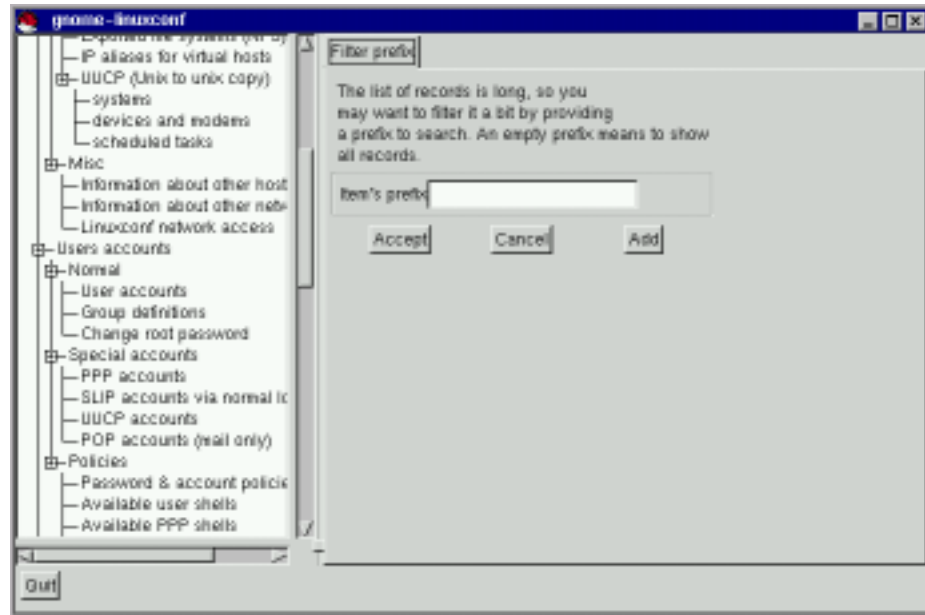 gnome-linuxconf
Exported file systems (NFS)
IP aliases for virtual hosts
UUCP (Unix to unix copy)
systems
devices and modems
scheduled tasks
Misc
Information about other host
Information about other netw
Linuxconf network access
Users accounts
Normal
User accounts
Group definitions
Change root password
Special accounts
PPP accounts
SLIP accounts via normal lo
UUCP accounts
POP accounts (mail only)
Policies
Password & account policie
Available user shells
Available PPP shells
Quit
Filter prefix
The list of records is long, so you
may want to filter it a bit by providing
a prefix to search. An empty prefix means to show
all records.
Item's prefix
Accept Cancel Add